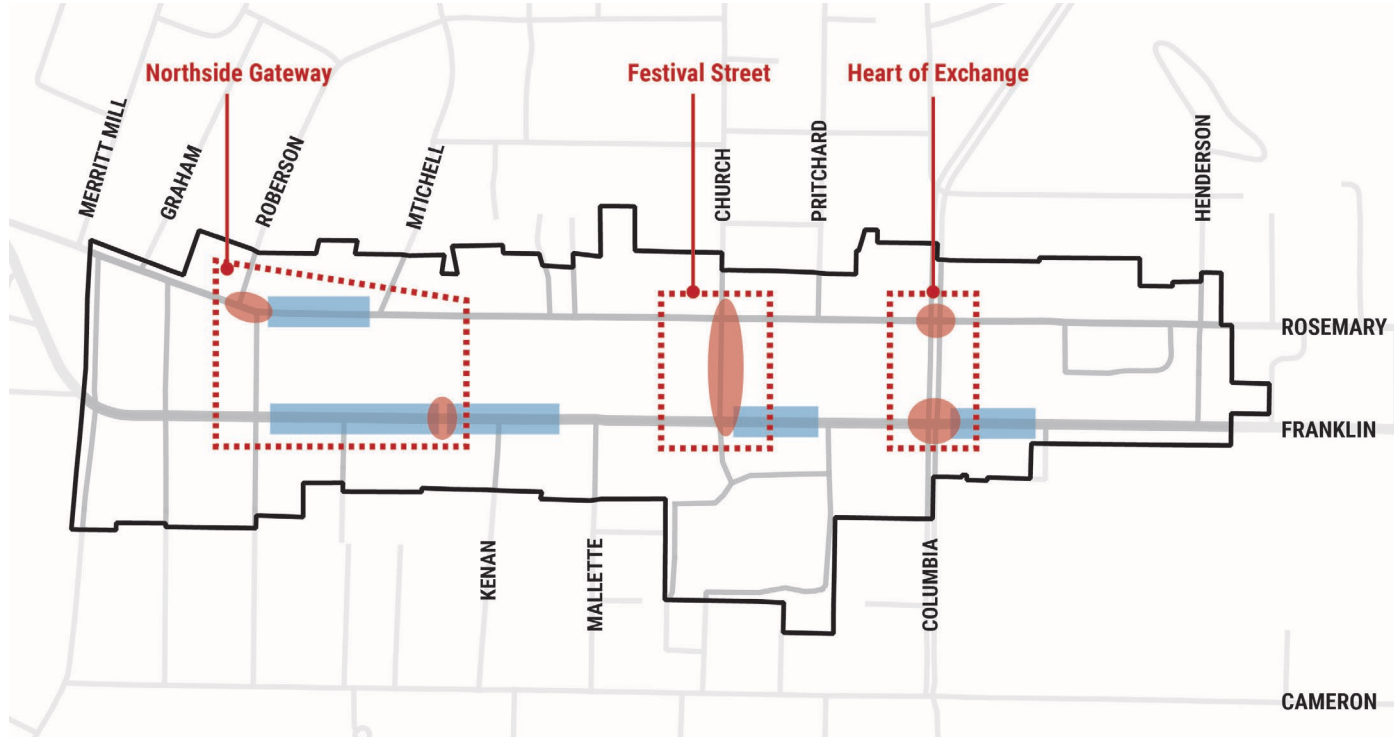 Northside Gateway
Festival Street
Heart of Exchange
MERRITT MILL
GRAHAM
ROBERSON
MTICHELL
CHURCH
PRITCHARD
HENDERSON
ROSEMARY
FRANKLIN
KENAN
MALLETTE
COLUMBIA
CAMERON